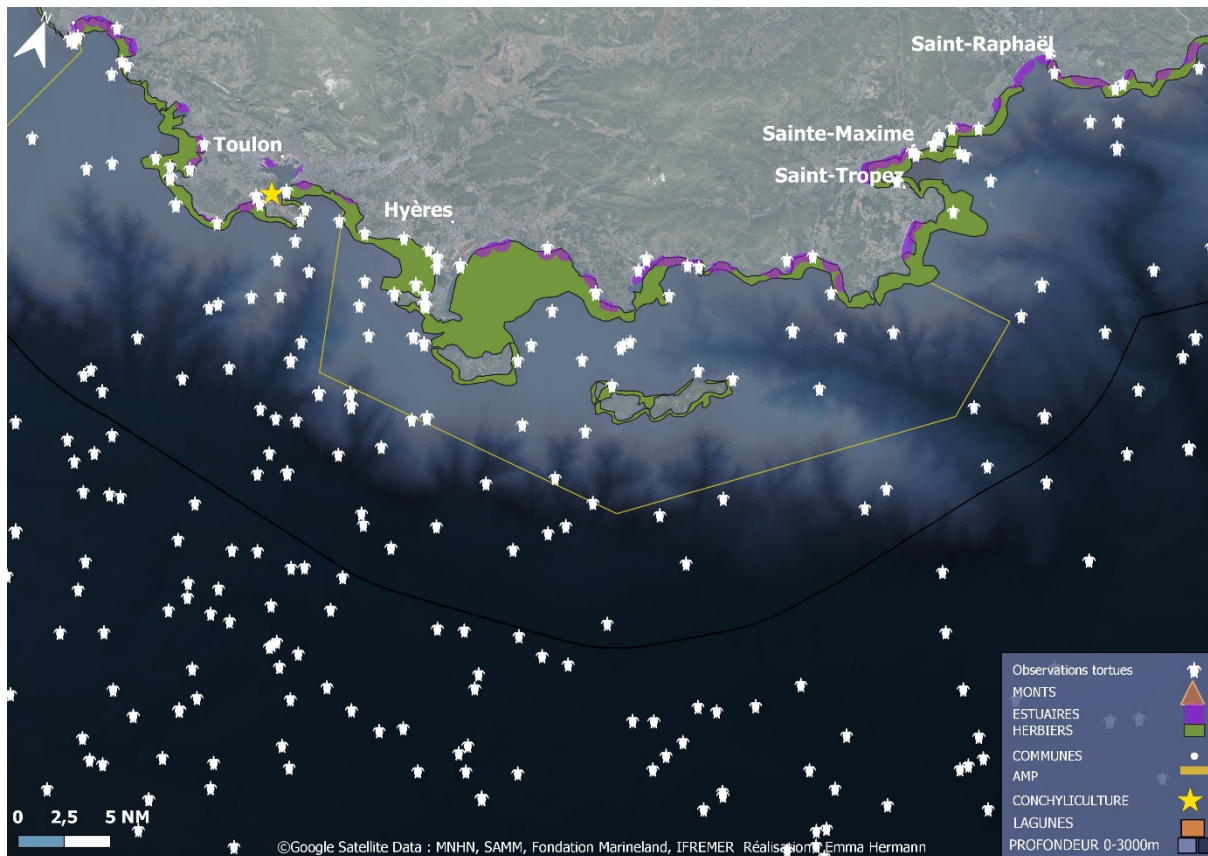 N
Saint-Raphaël
Toulon
Sainte-Maxime
Saint-Tropez
Hyères
Observations tortues
MONTS
ESTUAIRES
HERBIERS
COMMUNES
AMP
CONCHYLICULTURE
LAGUNES
PROFONDEUR 0-3000m
0 2,5 5 NM
©Google Satellite Data : MNHN, SAMM, Fondation Marineland, IFREMER Réalisation Emma Hermann